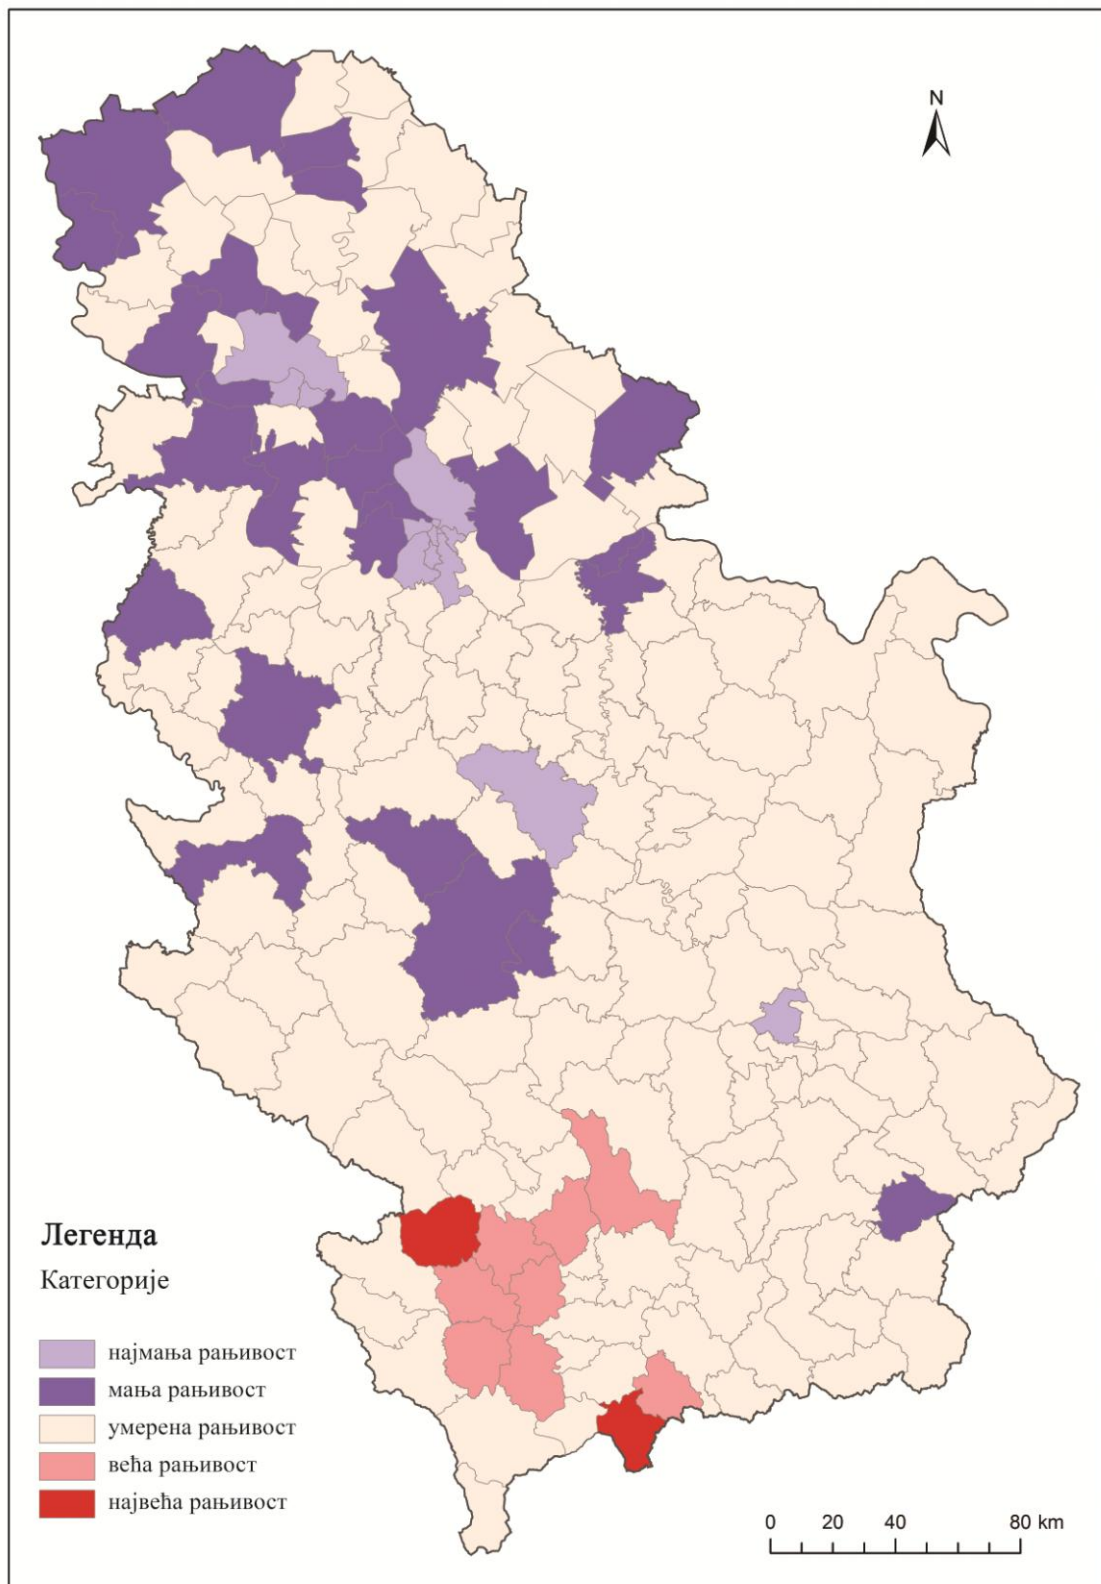 N
Легенда
Категорије
најмања рањивост
мања рањивост
умерена рањивост
већа рањивост
највећа рањивост
0 20 40 80 km